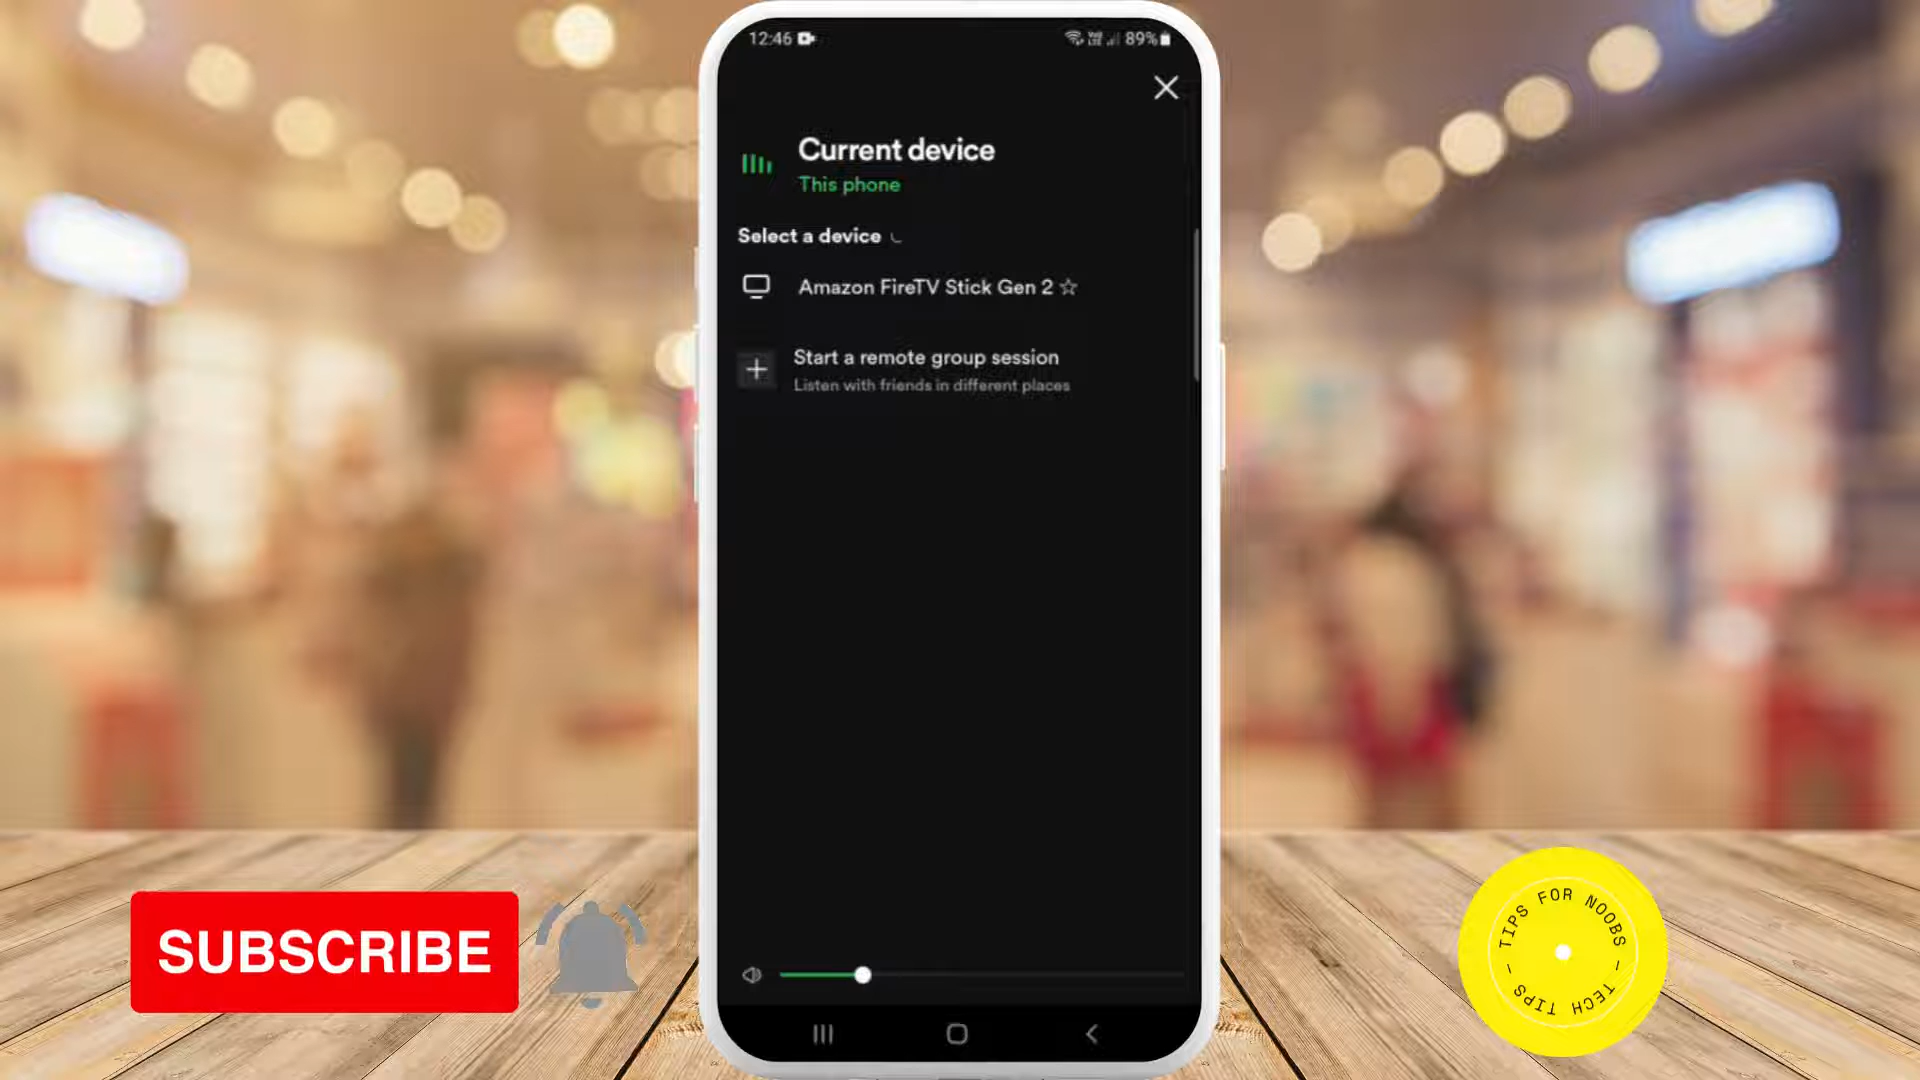 12:46
89%
Current device
This phone
Select a device
Amazon FireTV Stick Gen 2 ☆
Start a remote group session
Listen with friends in different places
SUBSCRIBE
TIPS FOR NOOBS – TECH TIPS –